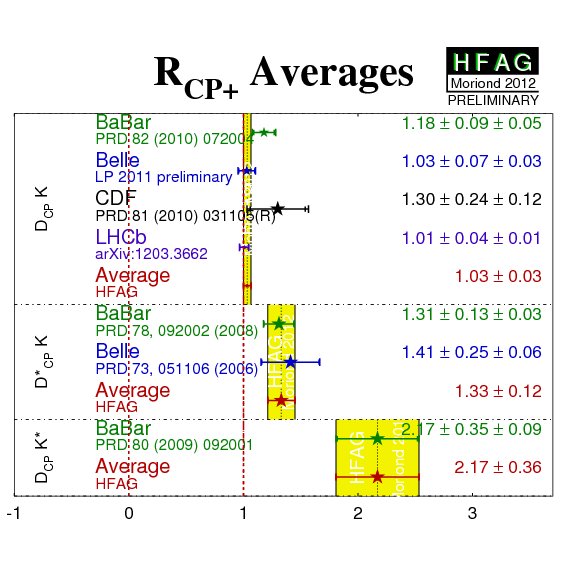 R_CP+ Averages
HFAG
Moriond 2012
PRELIMINARY
D_CP K
BaBar 1.18 ± 0.09 ± 0.05
PRD 82 (2010) 072004
Belle 1.03 ± 0.07 ± 0.03
LP 2011 preliminary
CDF 1.30 ± 0.24 ± 0.12
PRD 81 (2010) 031105(R)
LHCb 1.01 ± 0.04 ± 0.01
arXiv:1203.3662
Average 1.03 ± 0.03
HFAG
D*_CP K
BaBar 1.31 ± 0.13 ± 0.03
PRD 78, 092002 (2008)
Belle 1.41 ± 0.25 ± 0.06
PRD 73, 051106 (2006)
Average 1.33 ± 0.12
HFAG
HFAG
Moriond 2012
D_CP K*
BaBar 2.17 ± 0.35 ± 0.09
PRD 80 (2009) 092001
Average 2.17 ± 0.36
HFAG
HFAG
-1 0 1 2 3